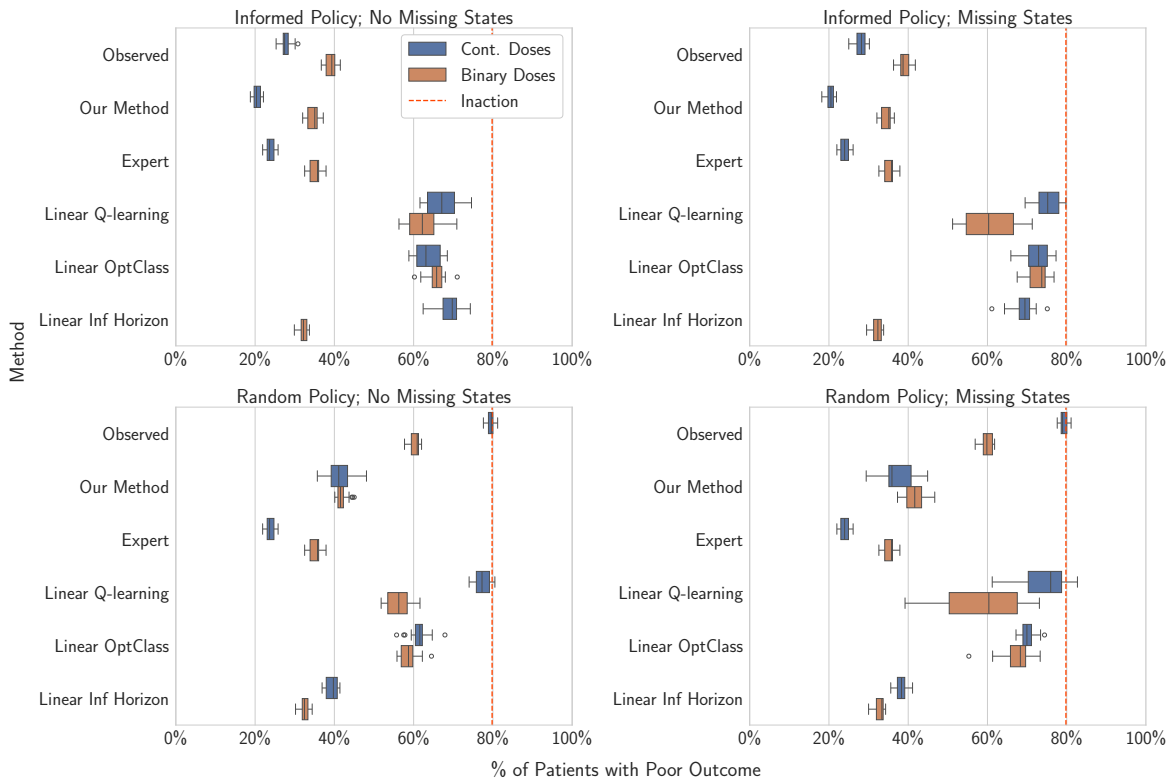 Informed Policy; No Missing States
Observed
Our Method
Expert
Linear Q-learning
Linear OptClass
Linear Inf Horizon
Cont. Doses
Binary Doses
Inaction
0% 20% 40% 60% 80% 100%
Informed Policy; Missing States
Observed
Our Method
Expert
Linear Q-learning
Linear OptClass
Linear Inf Horizon
0% 20% 40% 60% 80% 100%
Method
Random Policy; No Missing States
Observed
Our Method
Expert
Linear Q-learning
Linear OptClass
Linear Inf Horizon
0% 20% 40% 60% 80% 100%
Random Policy; Missing States
Observed
Our Method
Expert
Linear Q-learning
Linear OptClass
Linear Inf Horizon
0% 20% 40% 60% 80% 100%
% of Patients with Poor Outcome